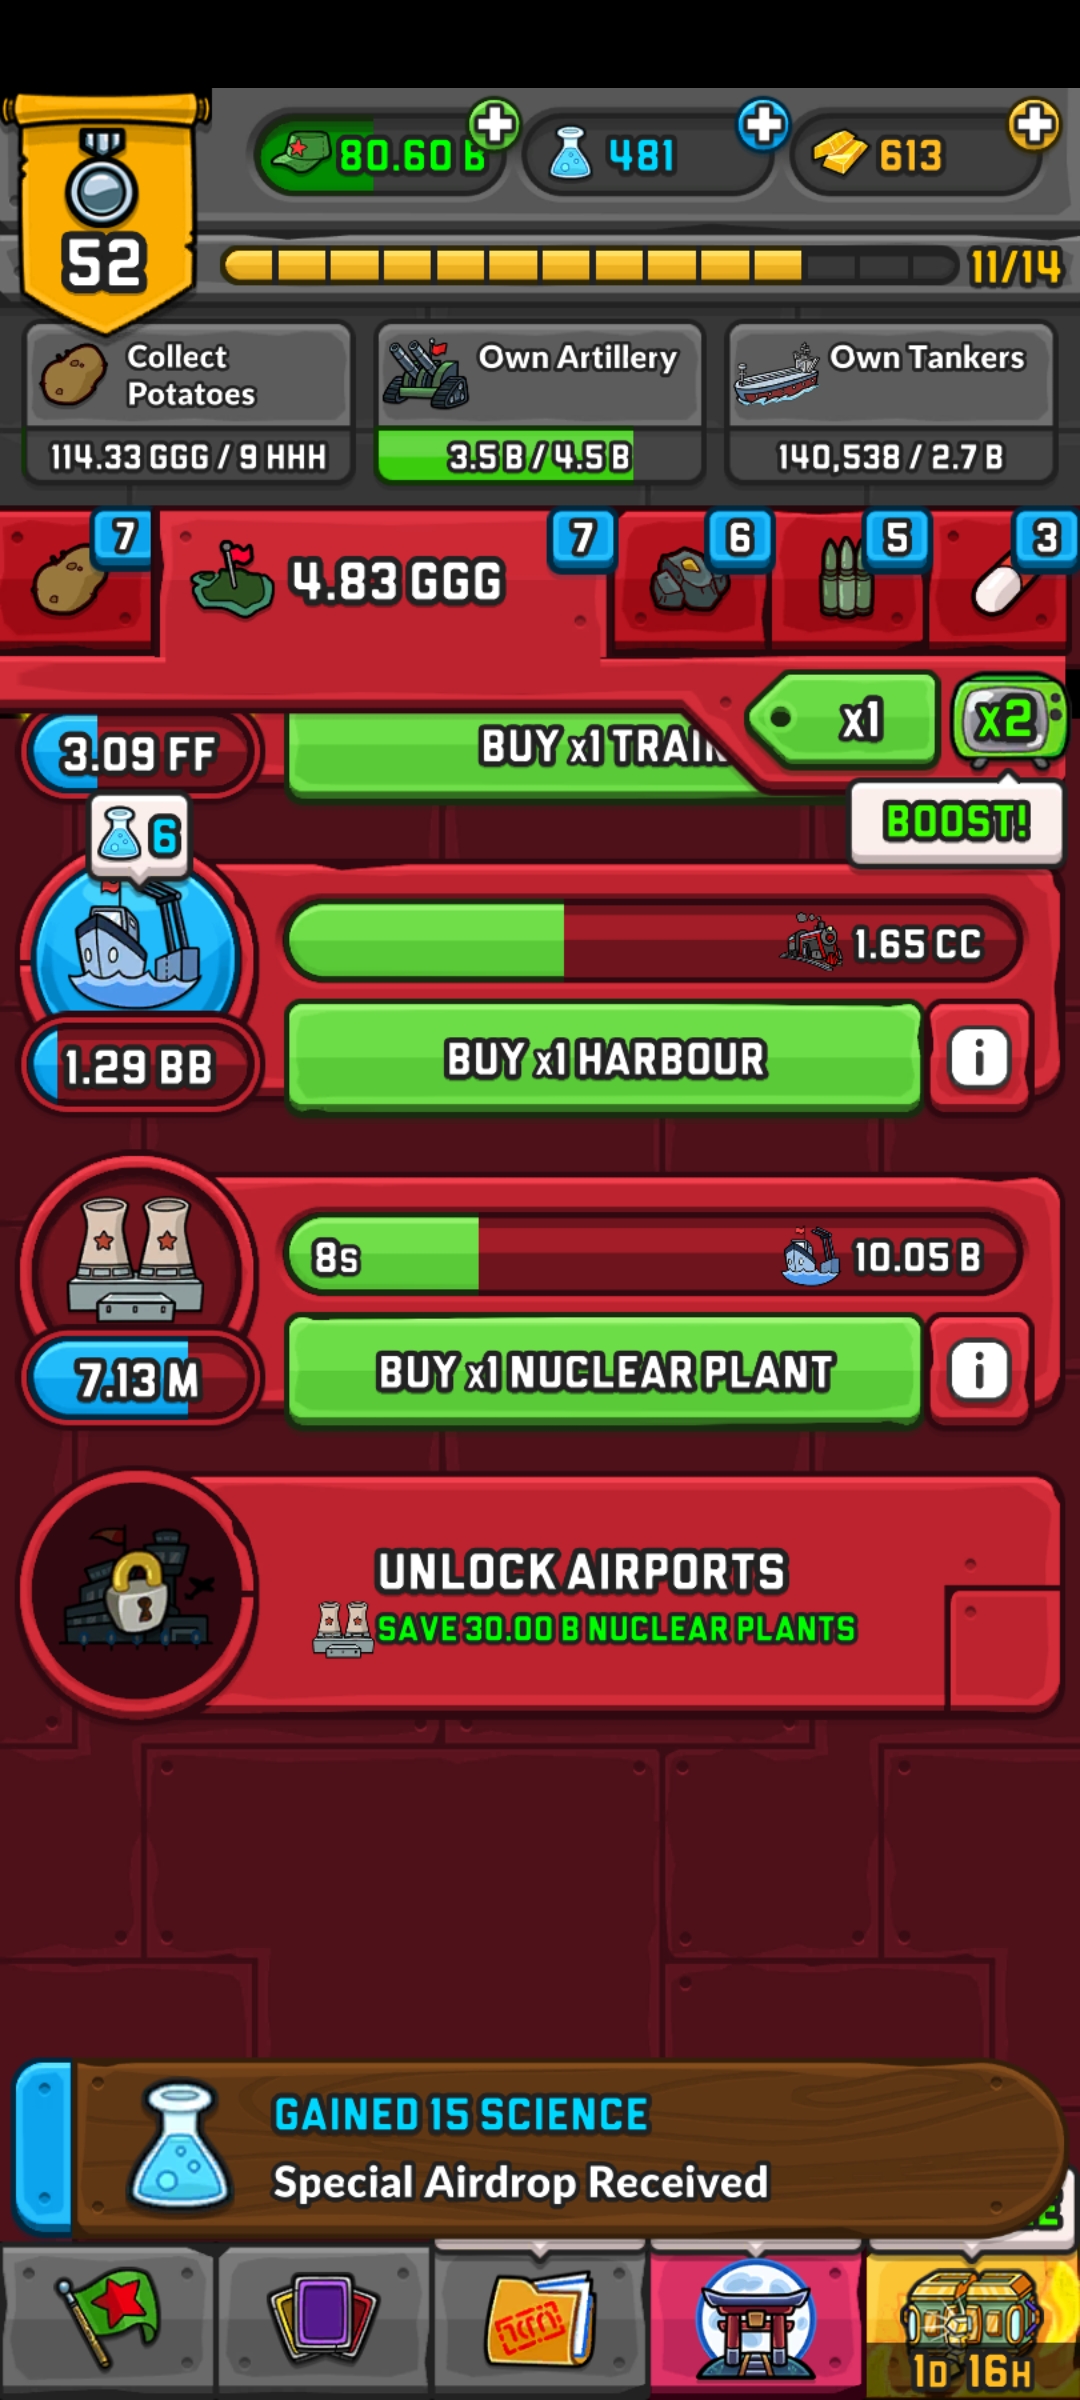 80.60 B
481
613
52
11/14
Collect
Potatoes
Own Artillery
Own Tankers
114.33 GGG / 9 HHH
3.5 B / 4.5 B
140,538 / 2.7 B
7
4.83 GGG
7
6
5
3
3.09 FF
BUY x1 TRAIN
x1
x2
BOOST!
6
1.65 CC
1.29 BB
BUY x1 HARBOUR
i
8s
10.05 B
7.13 M
BUY x1 NUCLEAR PLANT
i
UNLOCK AIRPORTS
SAVE 30.00 B NUCLEAR PLANTS
GAINED 15 SCIENCE
Special Airdrop Received
1D 16H